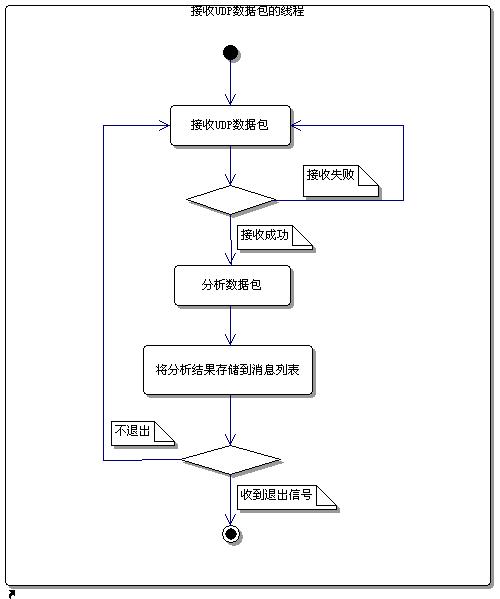 接收UDP数据包的线程
接收UDP数据包
接收失败
接收成功
分析数据包
将分析结果存储到消息列表
不退出
收到退出信号